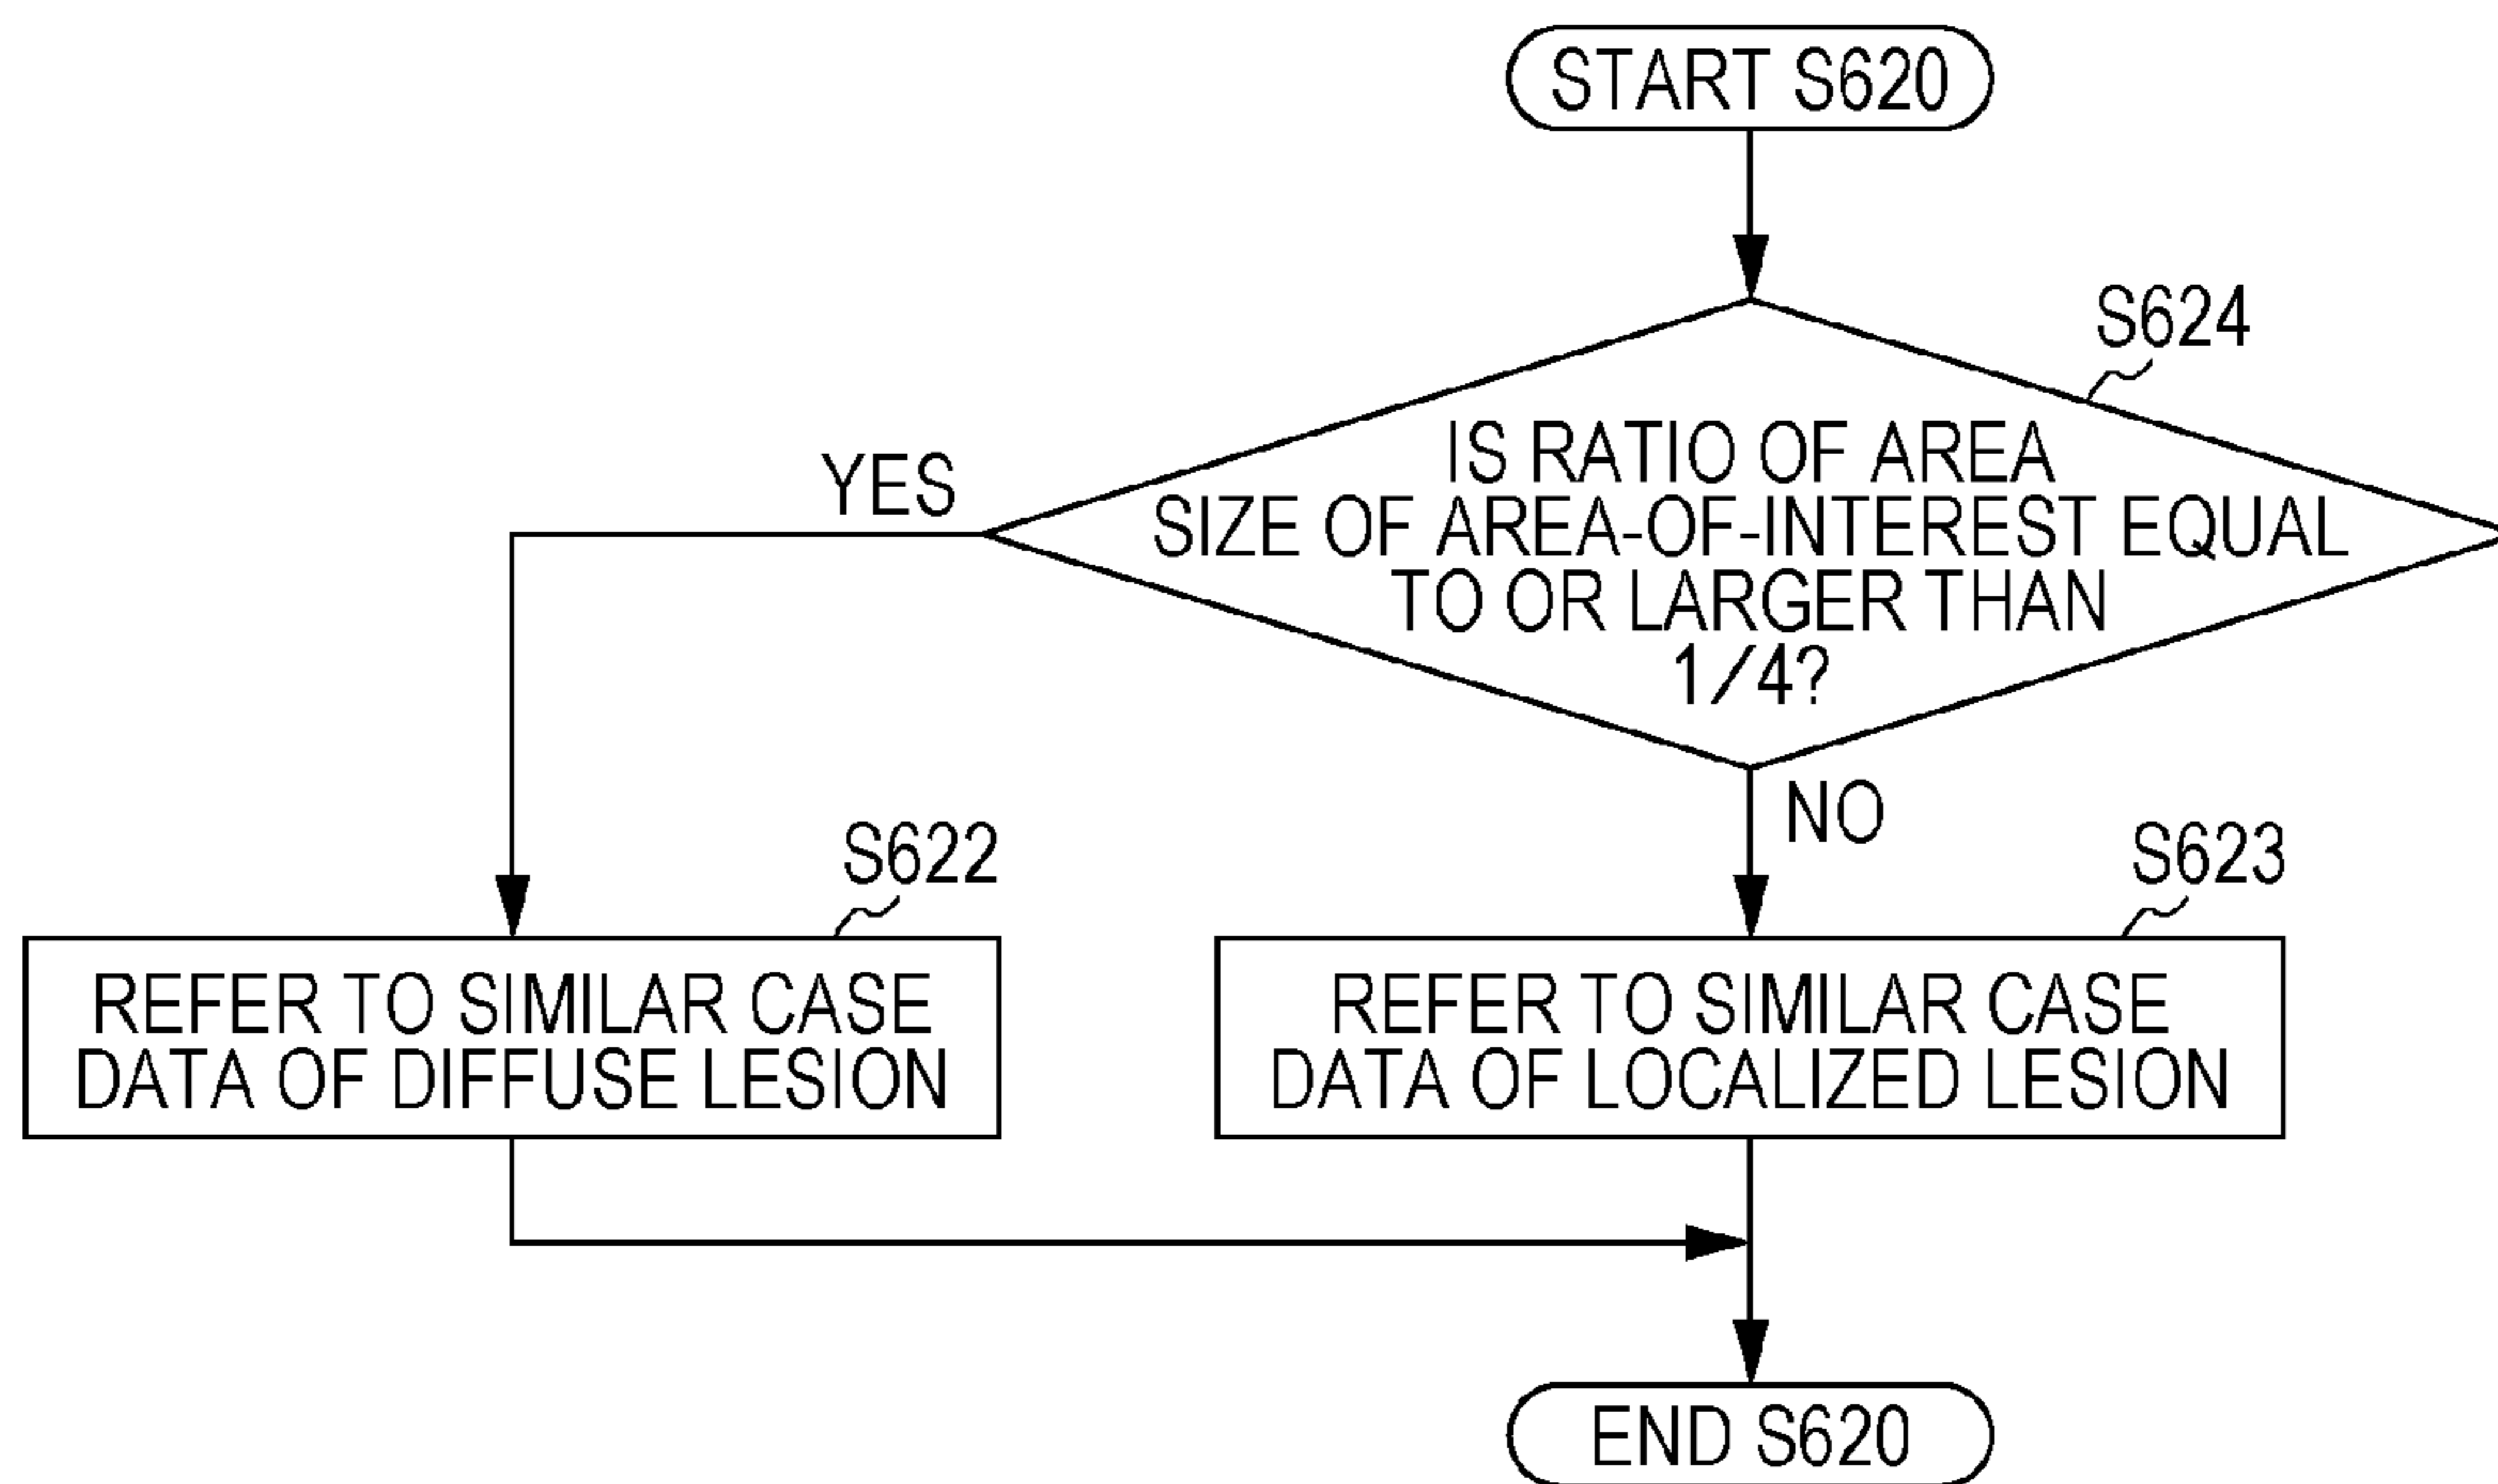 START S620
S624
IS RATIO OF AREA
SIZE OF AREA-OF-INTEREST EQUAL
TO OR LARGER THAN
1/4?
YES
NO
S622
REFER TO SIMILAR CASE
DATA OF DIFFUSE LESION
S623
REFER TO SIMILAR CASE
DATA OF LOCALIZED LESION
END S620